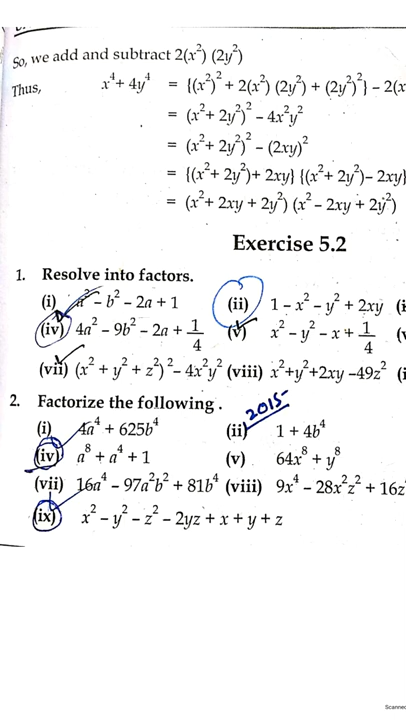 So, we add and subtract 2(x²) (2y²)
Thus, x⁴+ 4y⁴ = {(x²)² + 2(x²) (2y²) + (2y²)²} – 2(x
= (x²+ 2y²)² – 4x²y²
= (x²+ 2y²)² – (2xy)²
= {(x²+ 2y²)+ 2xy} {(x²+ 2y²)– 2xy}
= (x²+ 2xy + 2y²) (x² – 2xy + 2y²)
Exercise 5.2
1. Resolve into factors.
(i) a² – b² – 2a + 1 (ii) 1 – x² – y² + 2xy (i
(iv) 4a² – 9b² – 2a + 1/4 (v) x² – y² – x + 1/4 (v
(vii) (x² + y² + z²)² – 4x²y² (viii) x²+y²+2xy –49z² (i
2015
2. Factorize the following .
(i) 4a⁴ + 625b⁴ (ii) 1 + 4b⁴
(iv) a⁸ + a⁴ + 1 (v) 64x⁸ + y⁸
(vii) 16a⁴ – 97a²b² + 81b⁴ (viii) 9x⁴ – 28x²z² + 16z
(ix) x² – y² – z² – 2yz + x + y + z
Scanned